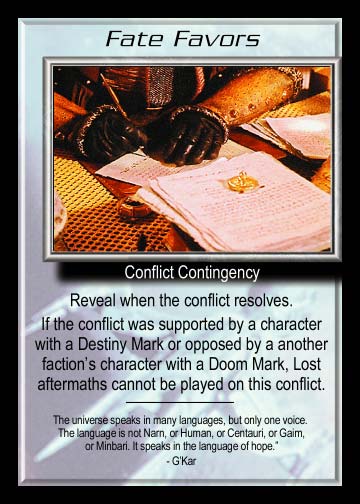 Fate Favors
Conflict Contingency
Reveal when the conflict resolves.
If the conflict was supported by a character
with a Destiny Mark or opposed by a another
faction's character with a Doom Mark, Lost
aftermaths cannot be played on this conflict.
The universe speaks in many languages, but only one voice.
The language is not Narn, or Human, or Centauri, or Gaim,
or Minbari. It speaks in the language of hope."
- G'Kar